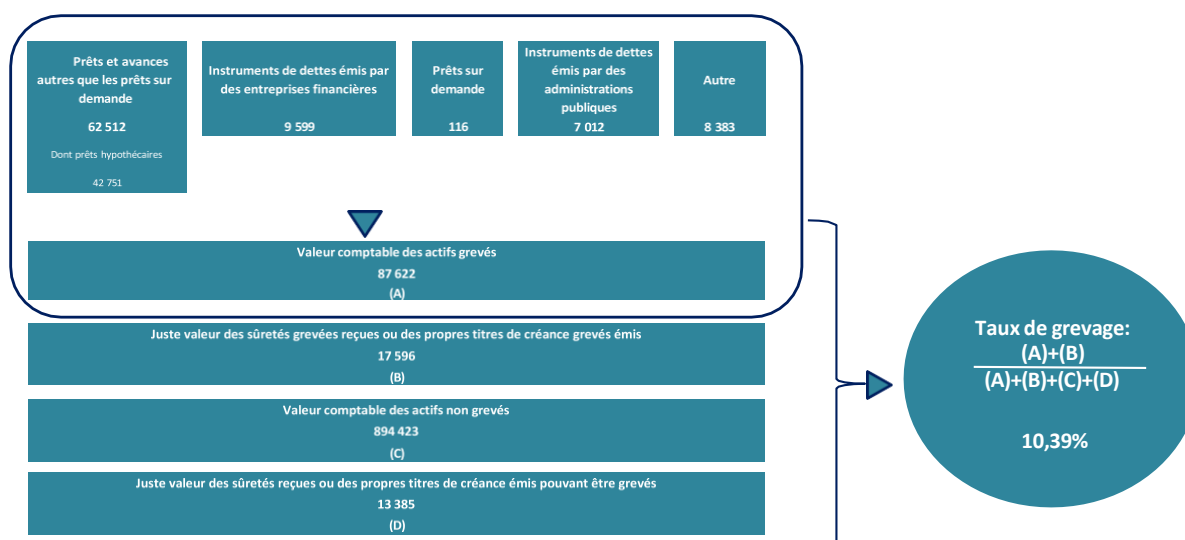 Prêts et avances
autres que les prêts sur
demande
62 512
Dont prêts hypothécaires
42 751
Instruments de dettes émis par
des entreprises financières
9 599
Prêts sur
demande
116
Instruments de dettes
émis par des
administrations
publiques
7 012
Autre
8 383
Valeur comptable des actifs grevés
87 622
(A)
Juste valeur des sûretés grevées reçues ou des propres titres de créance grevés émis
17 596
(B)
Valeur comptable des actifs non grevés
894 423
(C)
Juste valeur des sûretés reçues ou des propres titres de créance émis pouvant être grevés
13 385
(D)
Taux de grevage:
(A)+(B)
(A)+(B)+(C)+(D)
10,39%